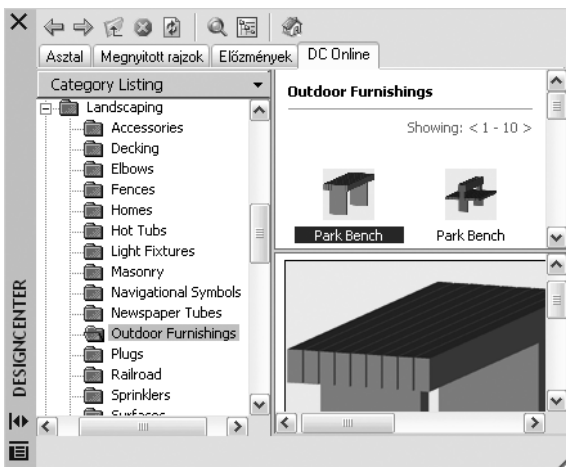 Asztal Megnyitott rajzok Előzmények DC Online
Category Listing
Landscaping
Accessories
Decking
Elbows
Fences
Homes
Hot Tubs
Light Fixtures
Masonry
Navigational Symbols
Newspaper Tubes
Outdoor Furnishings
Plugs
Railroad
Sprinklers
Surfaces
Outdoor Furnishings
Showing: < 1 - 10 >
Park Bench Park Bench
DESIGNCENTER